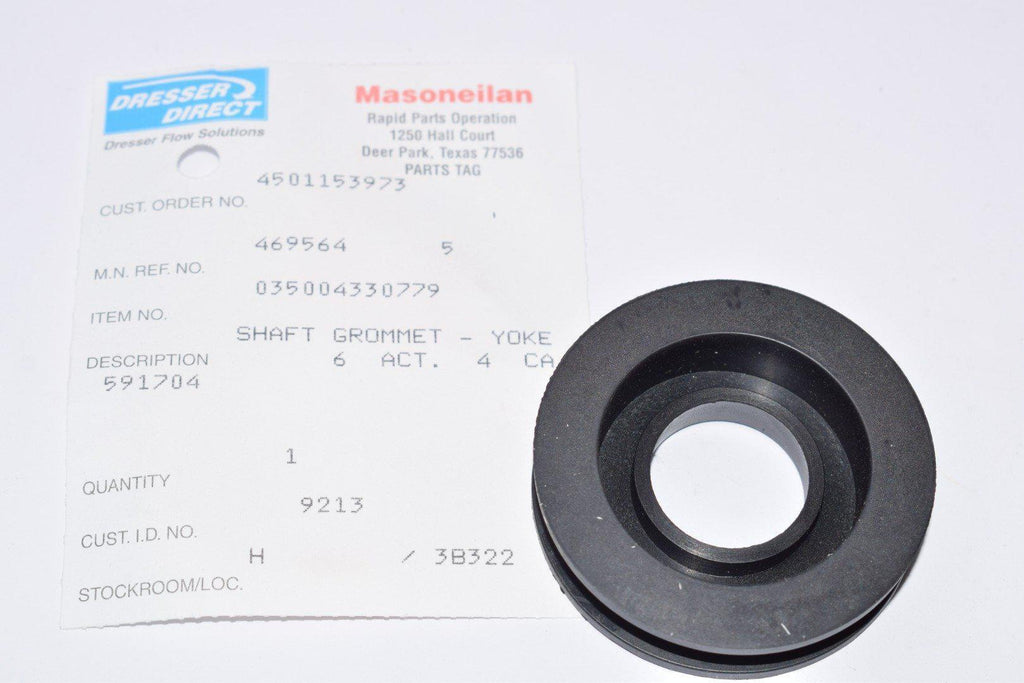 DRESSER
DIRECT
Dresser Flow Solutions
Masoneilan
Rapid Parts Operation
1250 Hall Court
Deer Park, Texas 77536
PARTS TAG
4501153973
CUST. ORDER NO.
469564 5
M.N. REF. NO.
035004330779
ITEM NO.
SHAFT GROMMET - YOKE
DESCRIPTION 6 ACT. 4 CA
591704
1
QUANTITY
9213
CUST. I.D. NO.
H / 3B322
STOCKROOM/LOC.